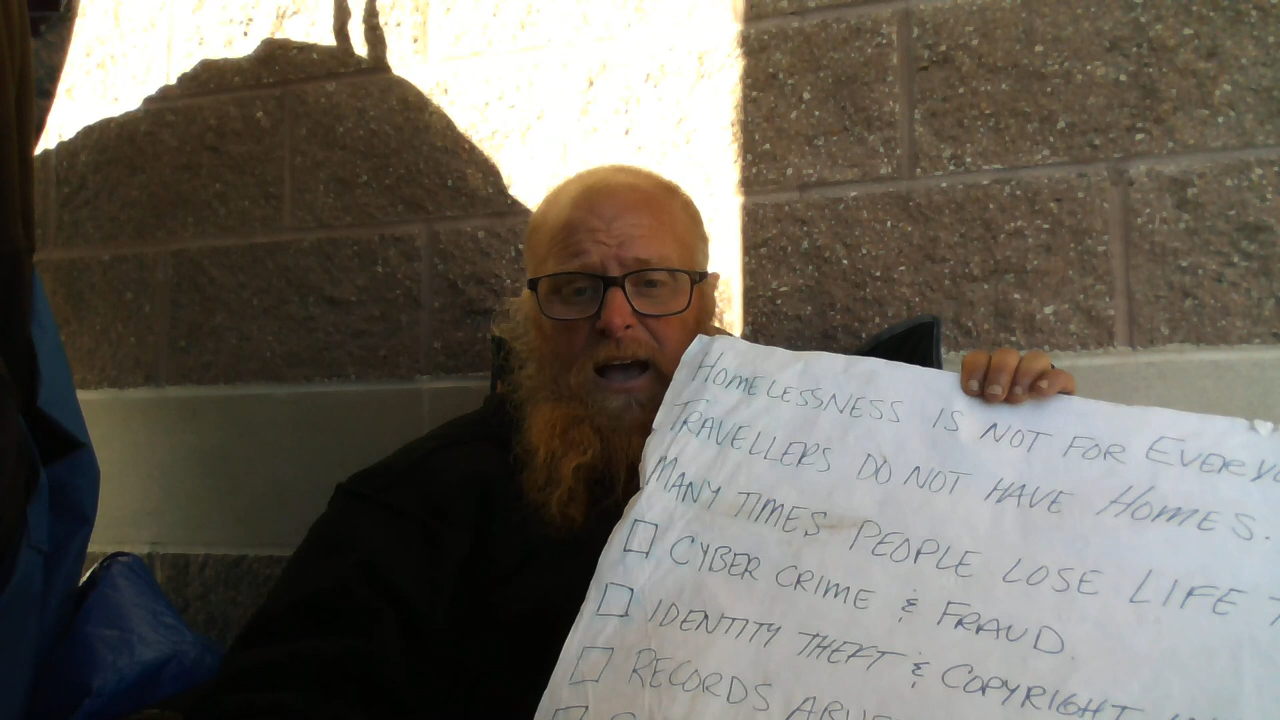 HOMELESSNESS IS NOT FOR
TRAVELLERS DO NOT HAVE HOMES.
MANY TIMES PEOPLE LOSE LIFE
CYBER CRIME & FRAUD.
IDENTITY THEFT & COPYRIGHT
RECORDS